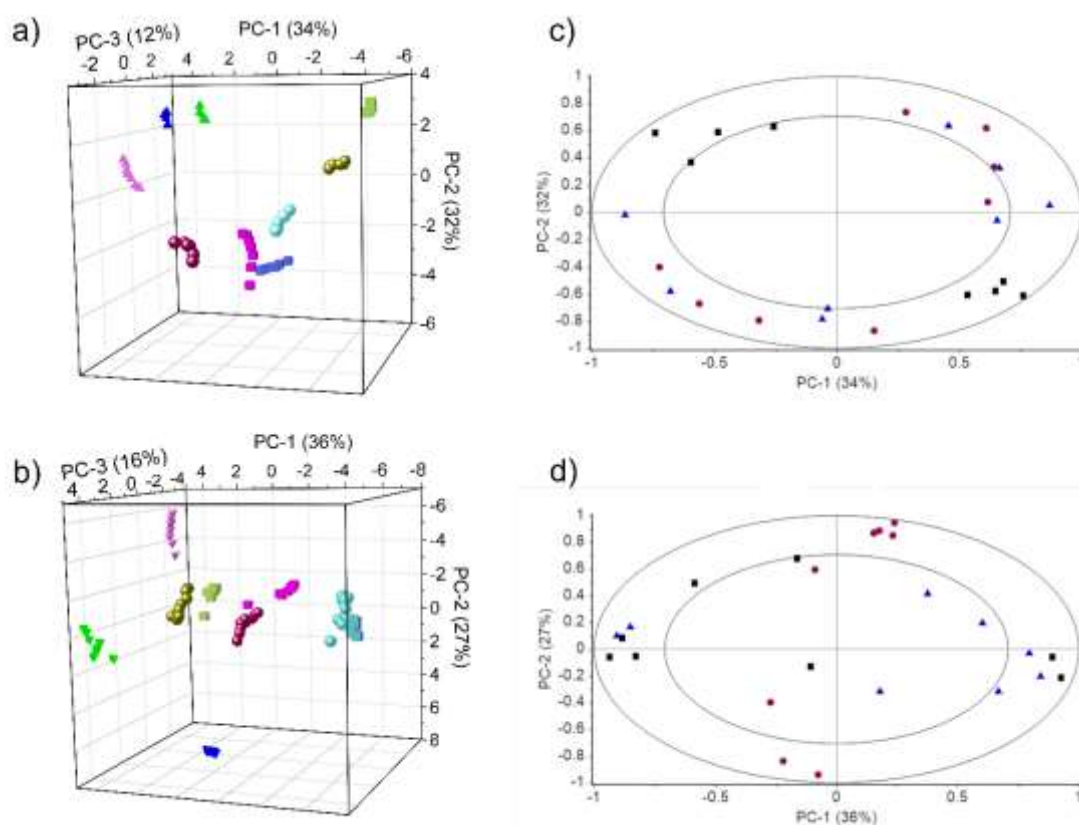 a)
PC-3 (12%)
PC-1 (34%)
-2 0 2 4 2 0 -2 -4 -6
4
2
0
-2
-4
-6
PC-2 (32%)
c)
1
0.8
0.6
0.4
0.2
0
-0.2
-0.4
-0.6
-0.8
-1
PC-2 (32%)
-1 -0.5 0 0.5 1
PC-1 (34%)
b)
PC-3 (16%)
PC-1 (36%)
4 2 0 -2 -4 4 2 0 -2 -4 -6 -8
-6
-4
-2
0
2
4
6
8
PC-2 (27%)
d)
1
0.8
0.6
0.4
0.2
0
-0.2
-0.4
-0.6
-0.8
-1
PC-2 (27%)
-1 -0.5 0 0.5 1
PC-1 (36%)